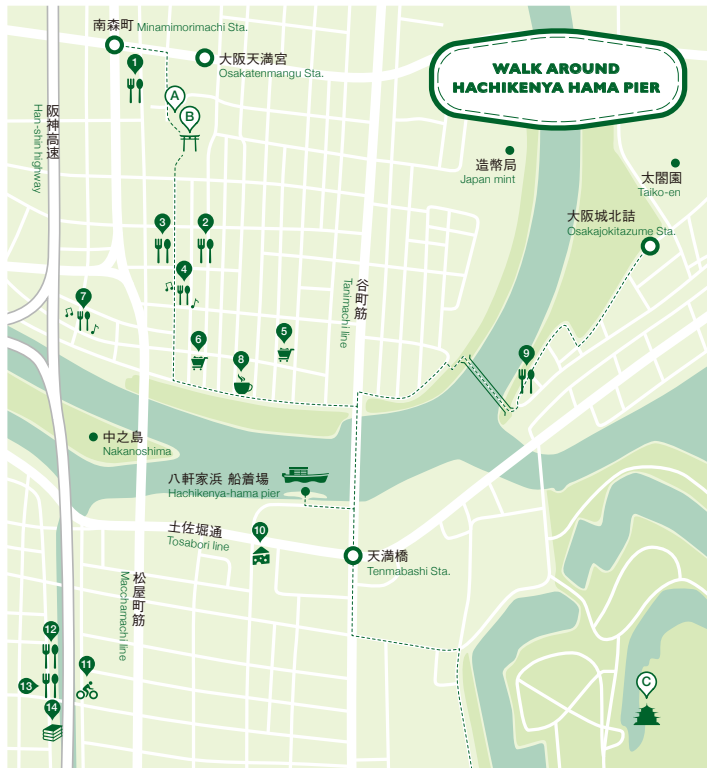 WALK AROUND
HACHIKENYA HAMA PIER
南森町 Minamimorimachi Sta.
大阪天満宮
Osakatenmangu Sta.
1
A
B
阪神高速
Han-shin highway
造幣局
Japan mint
太閤園
Taiko-en
大阪城北詰
Osakajokitazume Sta.
3
2
4
谷町筋
Tanimachi line
7
6
5
8
9
中之島
Nakanoshima
八軒家浜 船着場
Hachikenya-hama pier
土佐堀通
Tosabori line
10
天満橋
Tenmabashi Sta.
松屋町筋
Macchamachi line
12
11
13
14
C